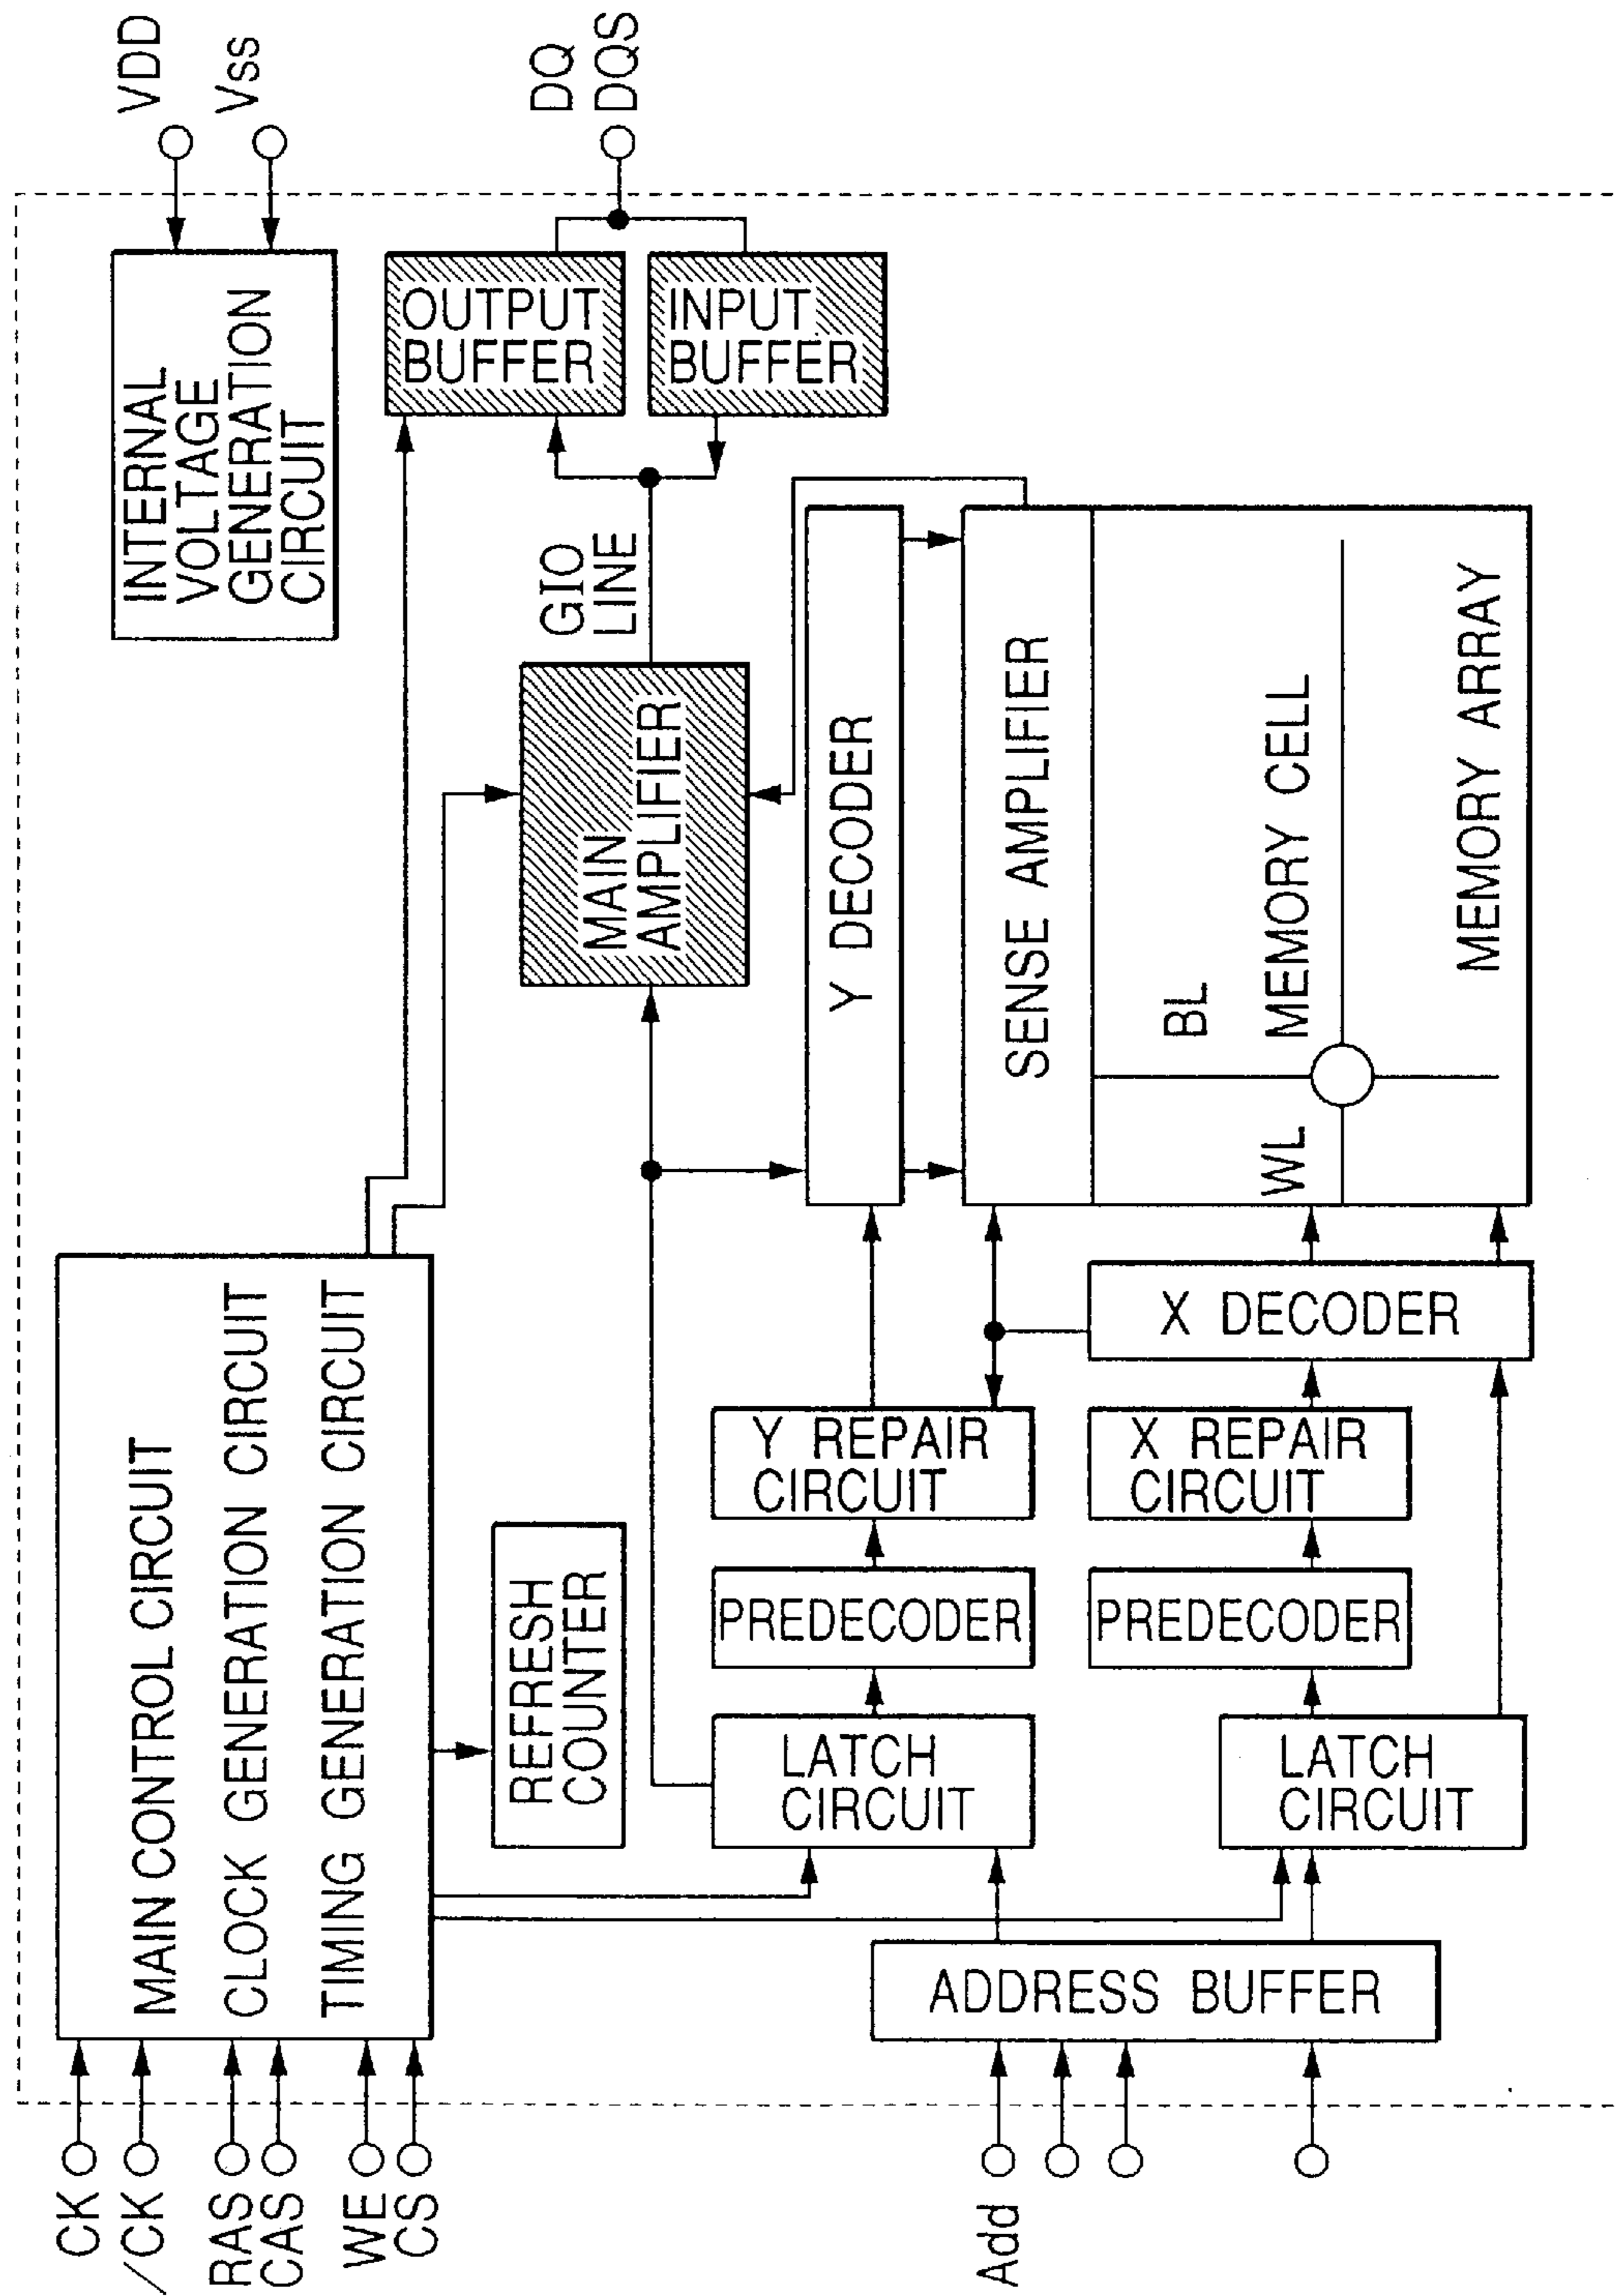 CK
/CK
RAS
CAS
WE
CS
MAIN CONTROL CIRCUIT
CLOCK GENERATION CIRCUIT
TIMING GENERATION CIRCUIT
INTERNAL
VOLTAGE
GENERATION
CIRCUIT
VDD
Vss
REFRESH
COUNTER
MAIN
AMPLIFIER
GIO
LINE
OUTPUT
BUFFER
INPUT
BUFFER
DQ
DQS
Add
ADDRESS BUFFER
LATCH
CIRCUIT
PREDECODER
Y REPAIR
CIRCUIT
Y DECODER
LATCH
CIRCUIT
PREDECODER
X REPAIR
CIRCUIT
X DECODER
SENSE AMPLIFIER
BL
WL
MEMORY CELL
MEMORY ARRAY